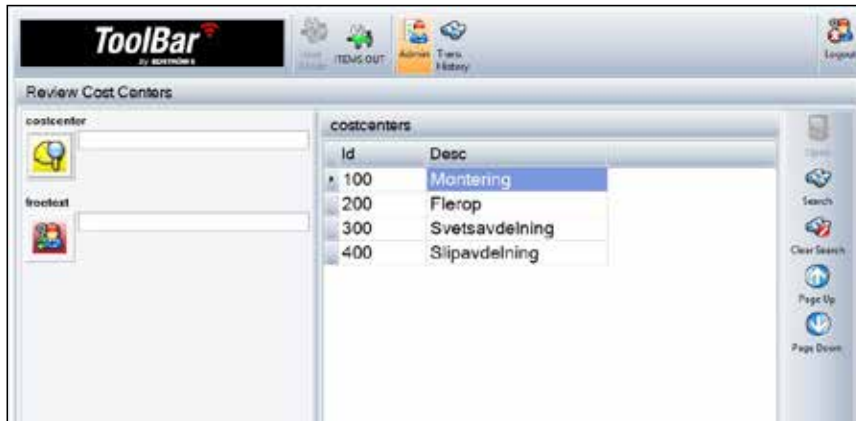 ToolBar
ITEMS OUT
Admin
Trans.
History
Logout
Review Cost Centers
costcenter
freetext
costcenters
Id Desc
100 Montering
200 Flerop
300 Svetsavdelning
400 Slipavdelning
Search
Clear Search
Page Up
Page Down